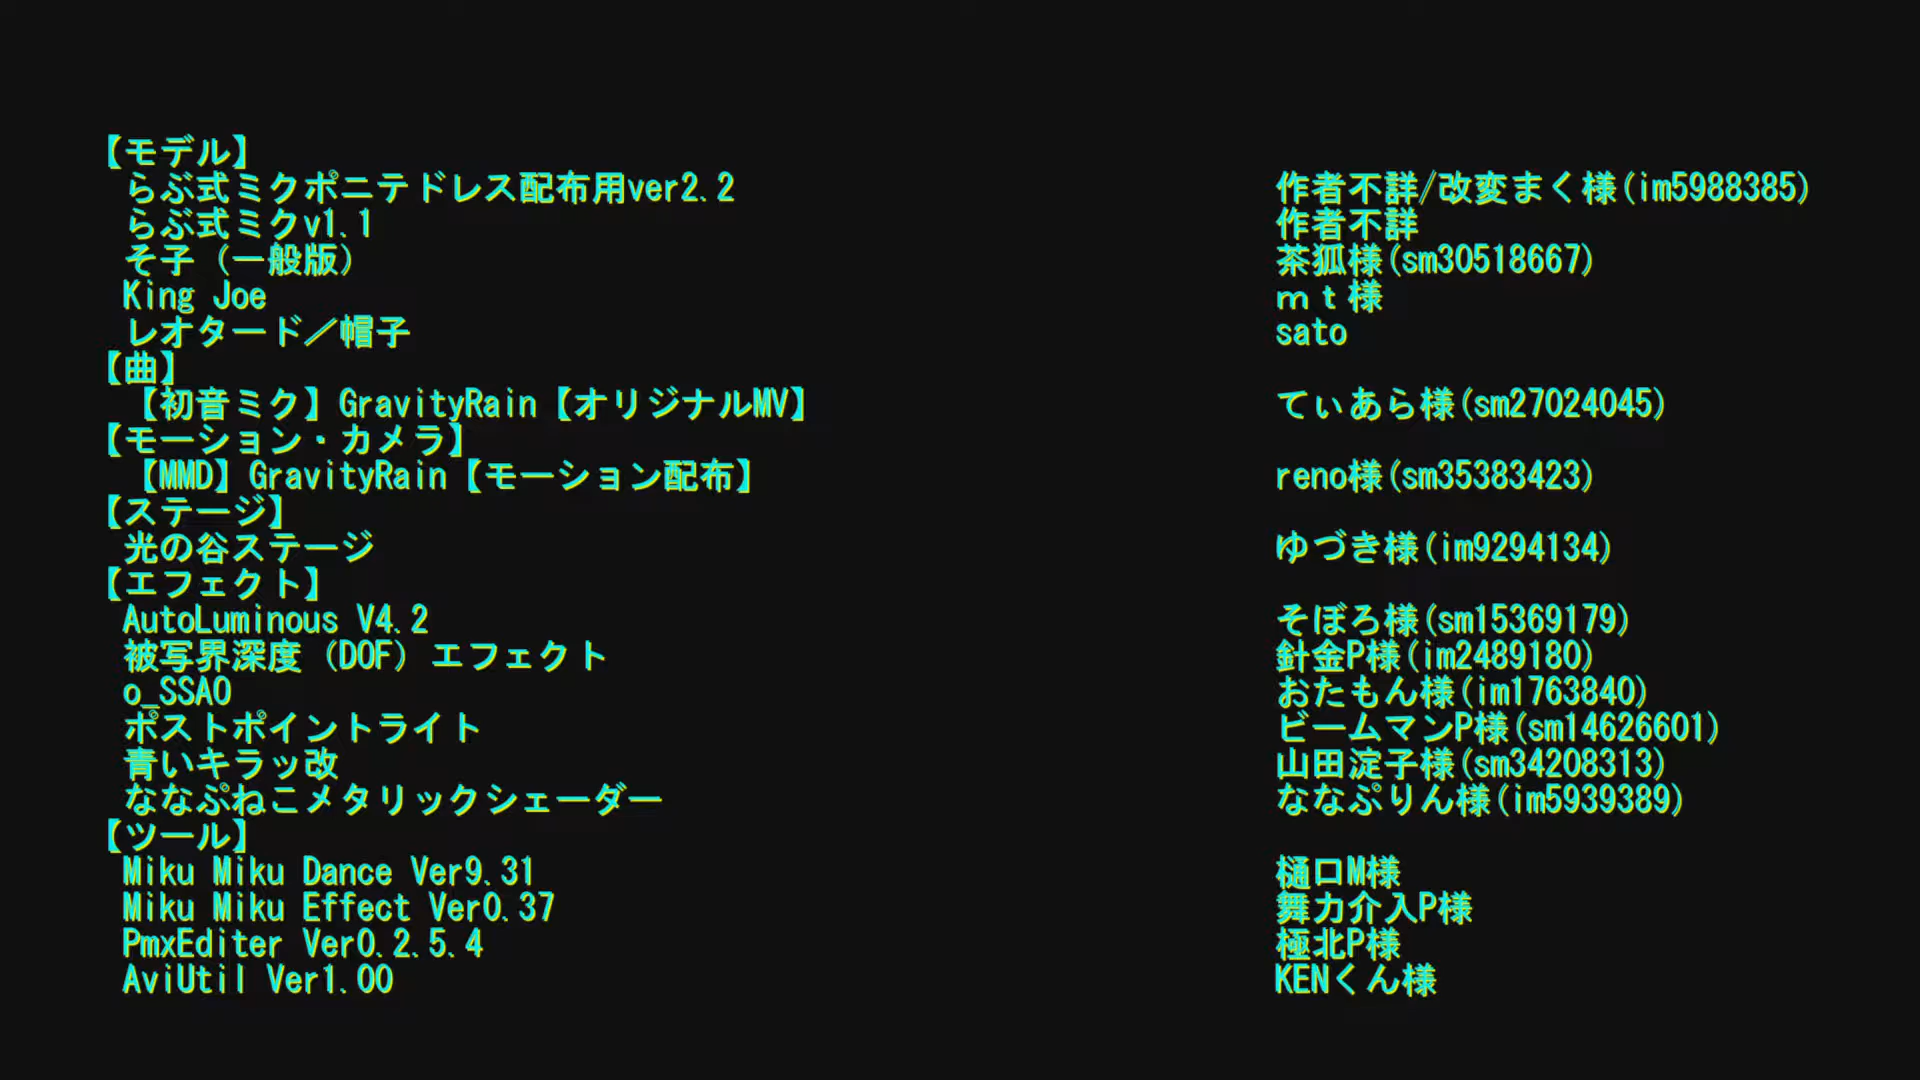 【モデル】
らぶ式ミクポニテドレス配布用ver2.2 作者不詳/改変まく様(im5988385)
らぶ式ミクv1.1 作者不詳
そ子（一般版） 茶狐様(sm30518667)
King Joe ｍｔ様
レオタード／帽子 sato
【曲】
【初音ミク】GravityRain【オリジナルMV】 てぃあら様(sm27024045)
【モーション・カメラ】
【MMD】GravityRain【モーション配布】 reno様(sm35383423)
【ステージ】
光の谷ステージ ゆづき様(im9294134)
【エフェクト】
AutoLuminous V4.2 そぼろ様(sm15369179)
被写界深度（DOF）エフェクト 針金P様(im2489180)
o_SSAO おたもん様(im1763840)
ポストポイントライト ビームマンP様(sm14626601)
青いキラッ改 山田淀子様(sm34208313)
ななぷねこメタリックシェーダー ななぷりん様(im5939389)
【ツール】
Miku Miku Dance Ver9.31 樋口M様
Miku Miku Effect Ver0.37 舞力介入P様
PmxEditer Ver0.2.5.4 極北P様
AviUtil Ver1.00 KENくん様